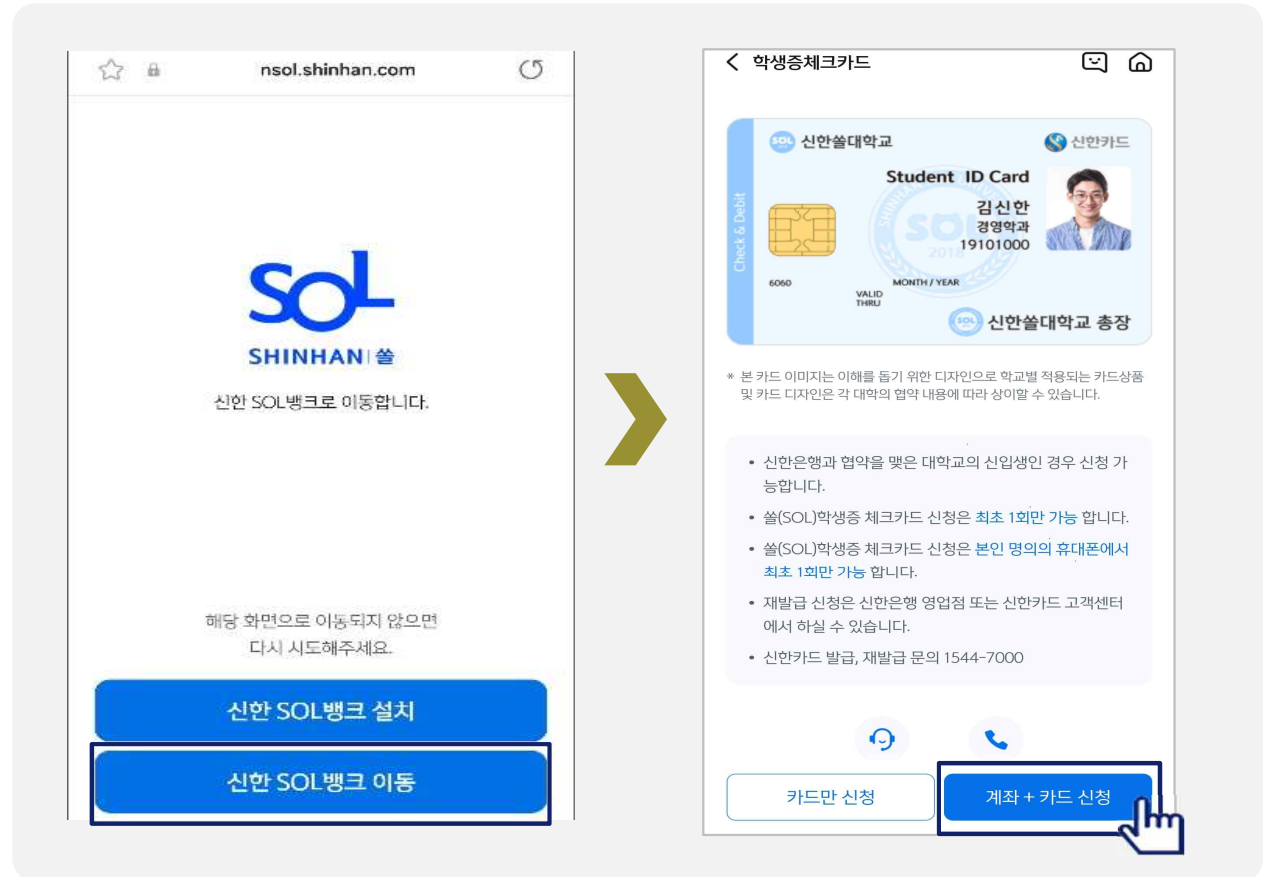 nsol.shinhan.com
SOL
SHINHAN 쏠
신한 SOL뱅크로 이동합니다.
해당 화면으로 이동되지 않으면
다시 시도해주세요.
신한 SOL뱅크 설치
신한 SOL뱅크 이동
학생증체크카드
SOL 신한쏠대학교
신한카드
Check & Debit
Student ID Card
김신한
경영학과
19101000
SOL
2018
6060
MONTH / YEAR
VALID
THRU
SOL 신한쏠대학교 총장
* 본 카드 이미지는 이해를 돕기 위한 디자인으로 학교별 적용되는 카드상품
및 카드 디자인은 각 대학의 협약 내용에 따라 상이할 수 있습니다.
• 신한은행과 협약을 맺은 대학교의 신입생인 경우 신청 가
능합니다.
• 쏠(SOL)학생증 체크카드 신청은 최초 1회만 가능 합니다.
• 쏠(SOL)학생증 체크카드 신청은 본인 명의의 휴대폰에서
최초 1회만 가능 합니다.
• 재발급 신청은 신한은행 영업점 또는 신한카드 고객센터
에서 하실 수 있습니다.
• 신한카드 발급, 재발급 문의 1544-7000
카드만 신청
계좌 + 카드 신청